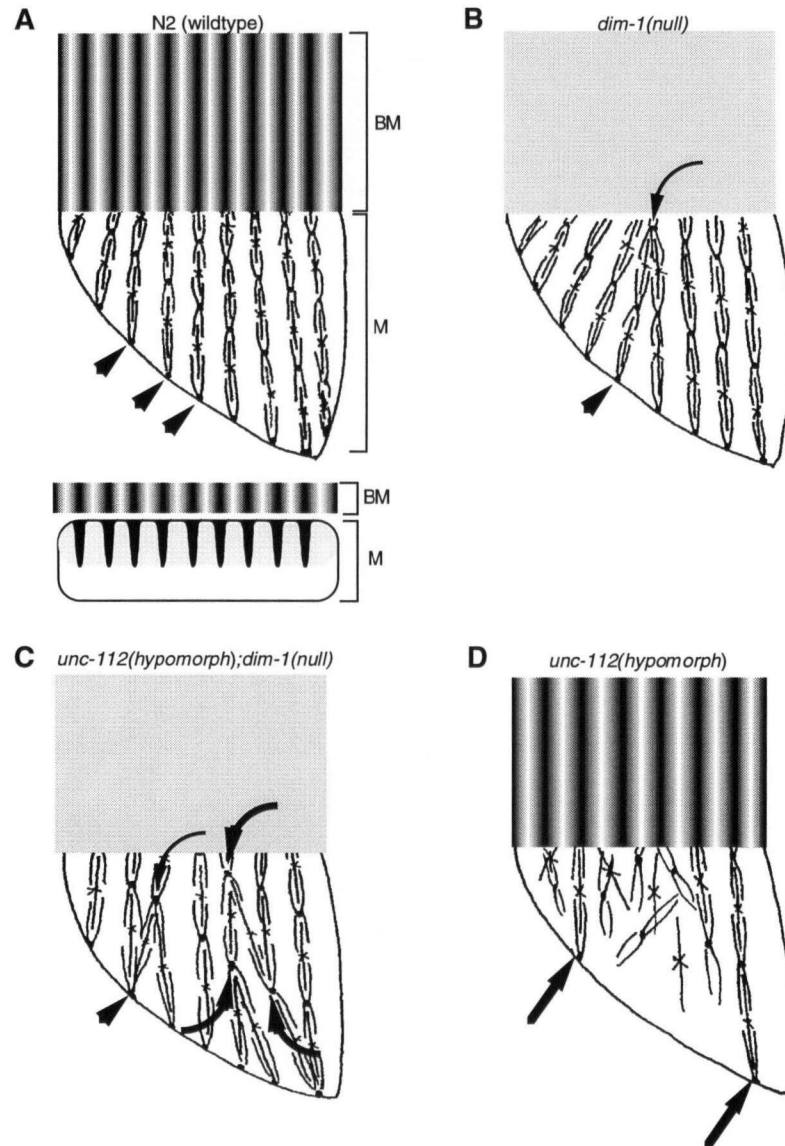 A
N2 (wildtype)
BM
M
BM
M
B
dim-1(null)
C
unc-112(hypomorph);dim-1(null)
D
unc-112(hypomorph)